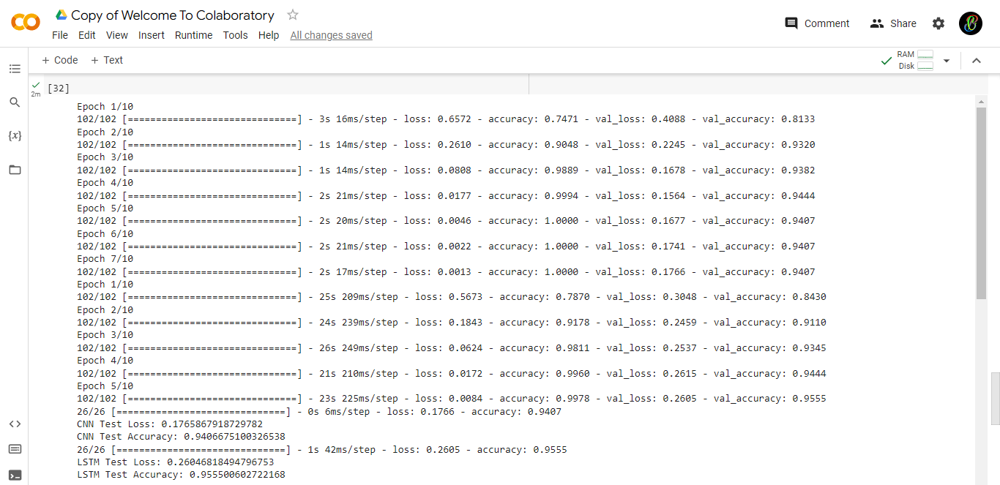 Copy of Welcome To Colaboratory
File Edit View Insert Runtime Tools Help All changes saved
Comment Share
+ Code + Text
RAM
Disk
2m
[32]
{x}
Epoch 1/10
102/102 [==============================] - 3s 16ms/step - loss: 0.6572 - accuracy: 0.7471 - val_loss: 0.4088 - val_accuracy: 0.8133
Epoch 2/10
102/102 [==============================] - 1s 14ms/step - loss: 0.2610 - accuracy: 0.9048 - val_loss: 0.2245 - val_accuracy: 0.9320
Epoch 3/10
102/102 [==============================] - 1s 14ms/step - loss: 0.0808 - accuracy: 0.9889 - val_loss: 0.1678 - val_accuracy: 0.9382
Epoch 4/10
102/102 [==============================] - 2s 21ms/step - loss: 0.0177 - accuracy: 0.9994 - val_loss: 0.1564 - val_accuracy: 0.9444
Epoch 5/10
102/102 [==============================] - 2s 20ms/step - loss: 0.0046 - accuracy: 1.0000 - val_loss: 0.1677 - val_accuracy: 0.9407
Epoch 6/10
102/102 [==============================] - 2s 21ms/step - loss: 0.0022 - accuracy: 1.0000 - val_loss: 0.1741 - val_accuracy: 0.9407
Epoch 7/10
102/102 [==============================] - 2s 17ms/step - loss: 0.0013 - accuracy: 1.0000 - val_loss: 0.1766 - val_accuracy: 0.9407
Epoch 1/10
102/102 [==============================] - 25s 209ms/step - loss: 0.5673 - accuracy: 0.7870 - val_loss: 0.3048 - val_accuracy: 0.8430
Epoch 2/10
102/102 [==============================] - 24s 239ms/step - loss: 0.1843 - accuracy: 0.9178 - val_loss: 0.2459 - val_accuracy: 0.9110
Epoch 3/10
102/102 [==============================] - 26s 249ms/step - loss: 0.0624 - accuracy: 0.9811 - val_loss: 0.2537 - val_accuracy: 0.9345
Epoch 4/10
102/102 [==============================] - 21s 210ms/step - loss: 0.0172 - accuracy: 0.9960 - val_loss: 0.2615 - val_accuracy: 0.9444
Epoch 5/10
102/102 [==============================] - 23s 225ms/step - loss: 0.0084 - accuracy: 0.9978 - val_loss: 0.2605 - val_accuracy: 0.9555
26/26 [==============================] - 0s 6ms/step - loss: 0.1766 - accuracy: 0.9407
CNN Test Loss: 0.1765867918729782
CNN Test Accuracy: 0.9406675100326538
26/26 [==============================] - 1s 42ms/step - loss: 0.2605 - accuracy: 0.9555
LSTM Test Loss: 0.26046818494796753
LSTM Test Accuracy: 0.955500602722168